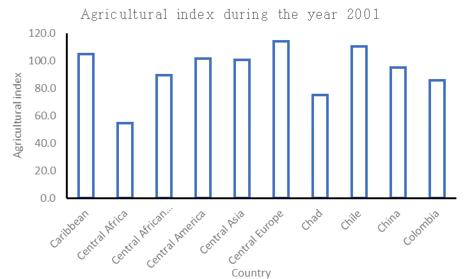 Agricultural index during the year 2001
120.0
100.0
80.0
60.0
40.0
20.0
0.0
Agricultural index
Caribbean
Central Africa
Central African...
Central America
Central Asia
Central Europe
Chad
Chile
China
Colombia
Country